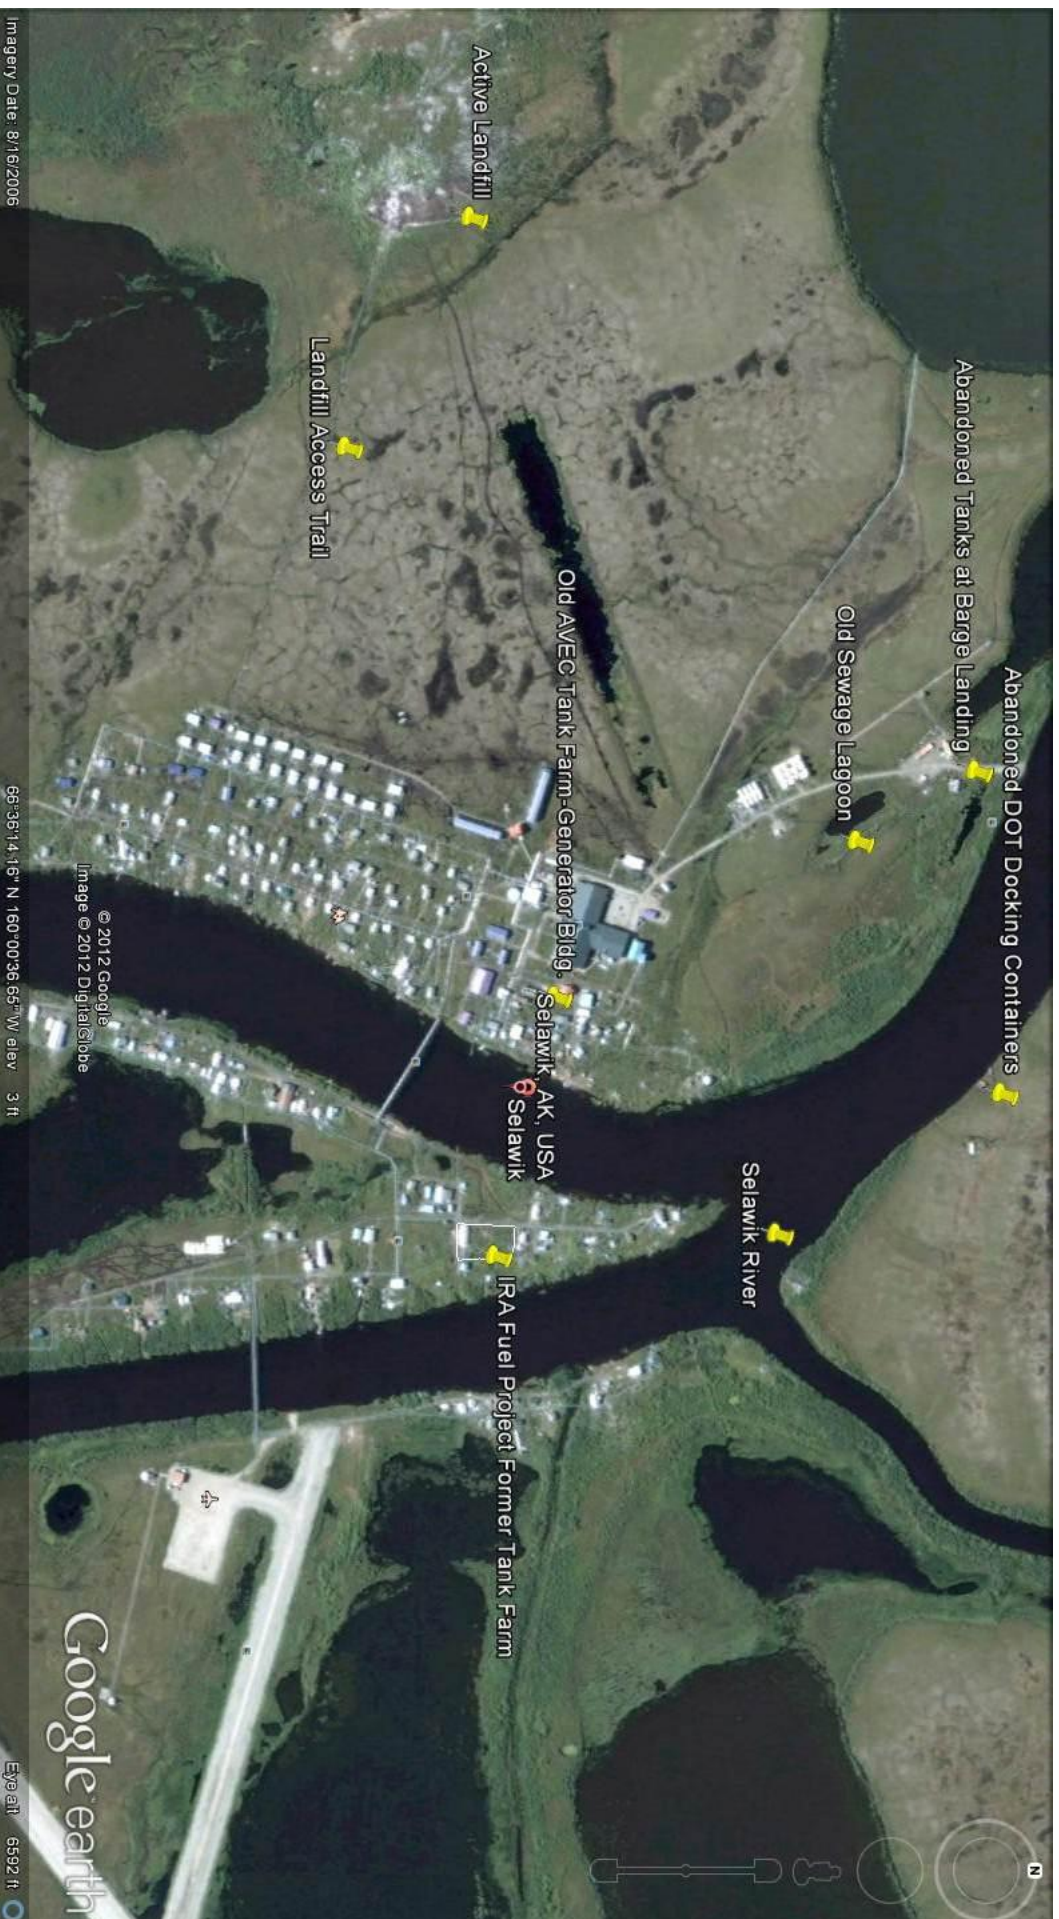 Abandoned DOT Docking Containers
Abandoned Tanks at Barge Landing
Old Sewage Lagoon
Selawik River
Old AVEC Tank Farm-Generator Bldg.
Selawik, AK, USA
Selawik
IRA Fuel Project Former Tank Farm
Active Landfill
Landfill Access Trail
N
© 2012 Google
Image © 2012 DigitalGlobe
Google earth
Imagery Date: 8/16/2006
66°36'14.16" N 160°00'36.65" W elev 3 ft
Eye alt 6592 ft